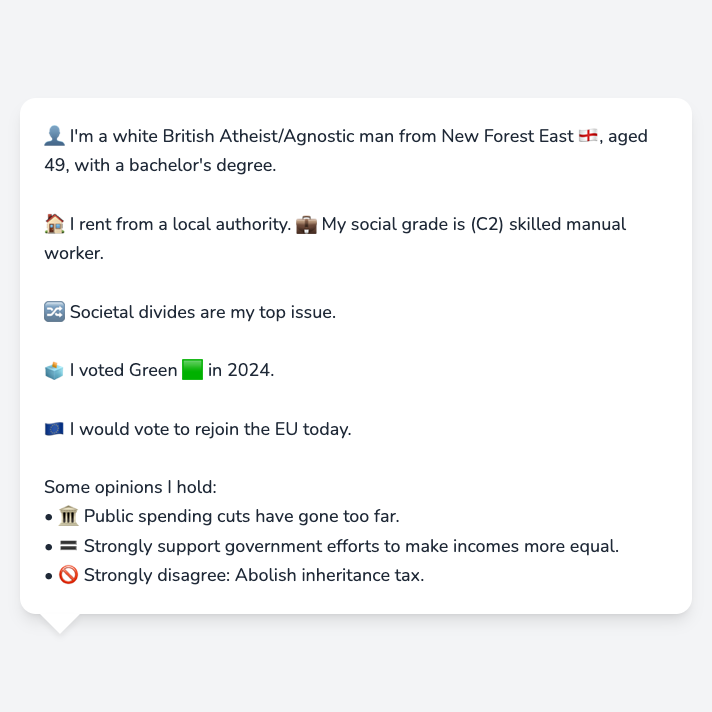 👤 I'm a white British Atheist/Agnostic man from New Forest East 🏴󠁧󠁢󠁥󠁮󠁧󠁿, aged
49, with a bachelor's degree.
🏠 I rent from a local authority. 💼 My social grade is (C2) skilled manual
worker.
🔀 Societal divides are my top issue.
🗳️ I voted Green 🟩 in 2024.
🇪🇺 I would vote to rejoin the EU today.
Some opinions I hold:
• 🏛️ Public spending cuts have gone too far.
• 🟰 Strongly support government efforts to make incomes more equal.
• 🚫 Strongly disagree: Abolish inheritance tax.